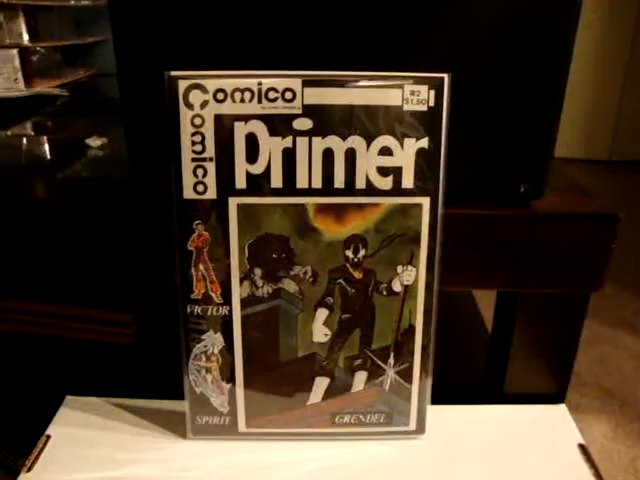 Comico
Comico
#2
$1.50
Primer
VICTOR
SPIRIT
GRENDEL